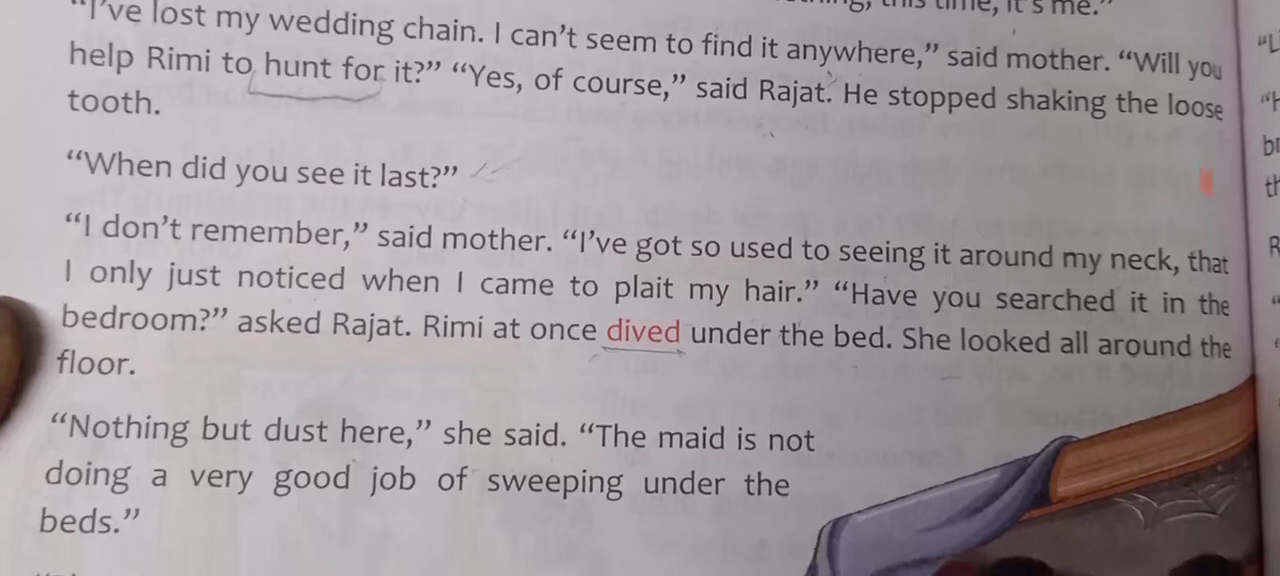 time, it's me.”
“I’ve lost my wedding chain. I can’t seem to find it anywhere,” said mother. “Will you
help Rimi to hunt for it?” “Yes, of course,” said Rajat. He stopped shaking the loose
tooth.
“When did you see it last?”
“I don’t remember,” said mother. “I’ve got so used to seeing it around my neck, that
I only just noticed when I came to plait my hair.” “Have you searched it in the
bedroom?” asked Rajat. Rimi at once dived under the bed. She looked all around the
floor.
“Nothing but dust here,” she said. “The maid is not
doing a very good job of sweeping under the
beds.”